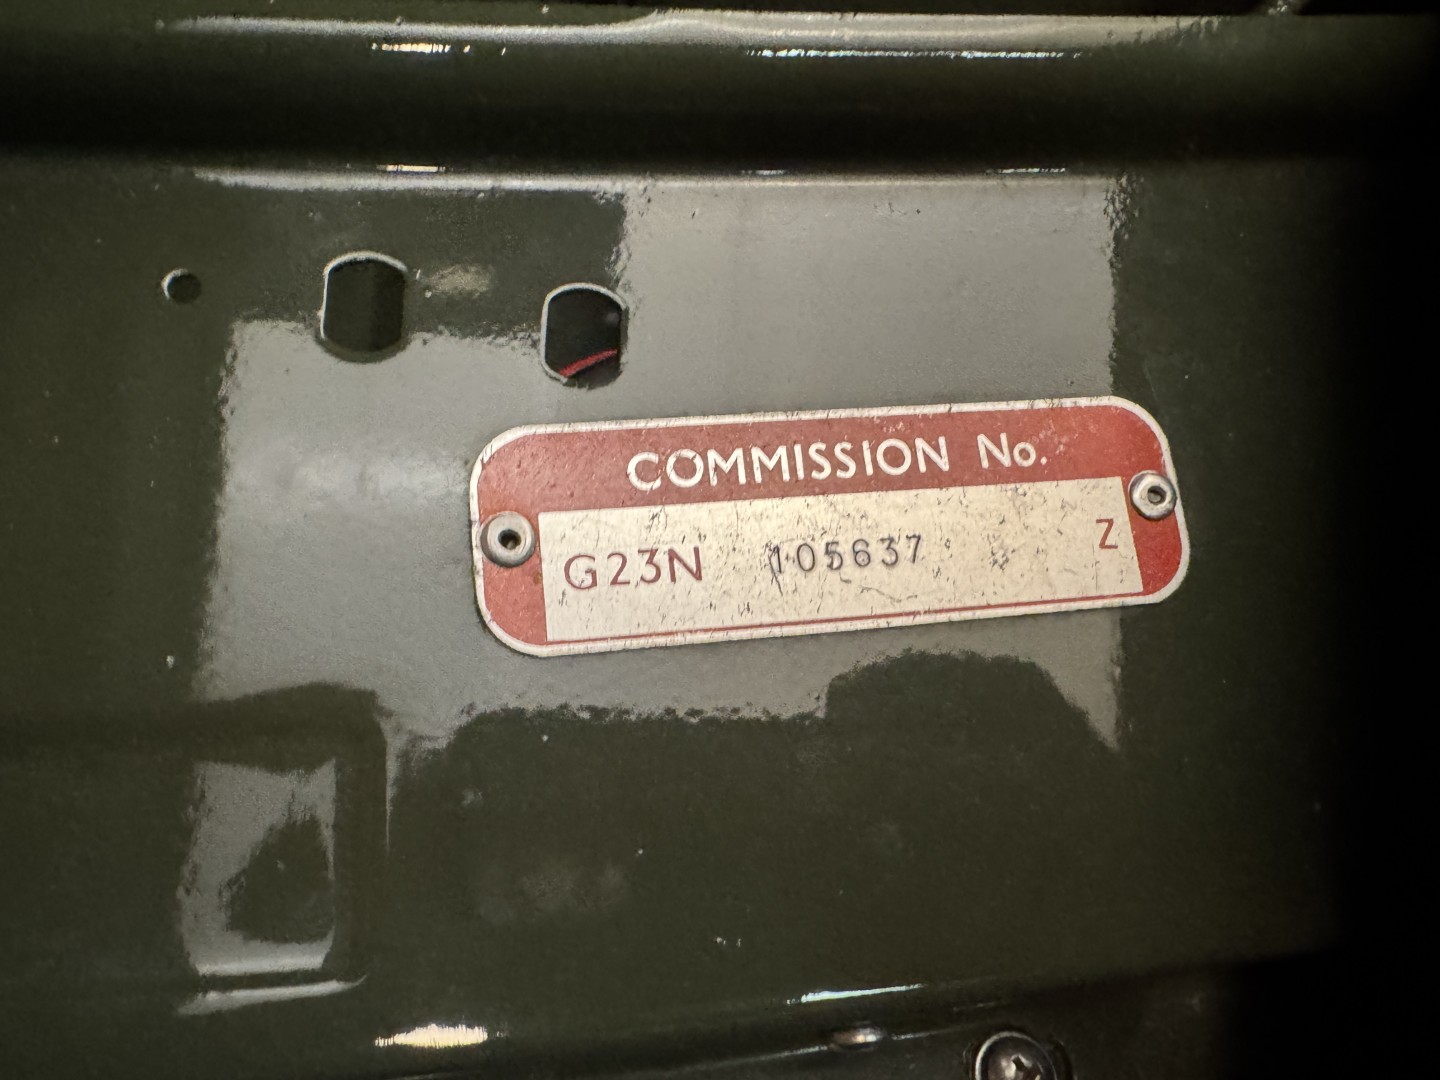 COMMISSION No.
G23N 105637 Z